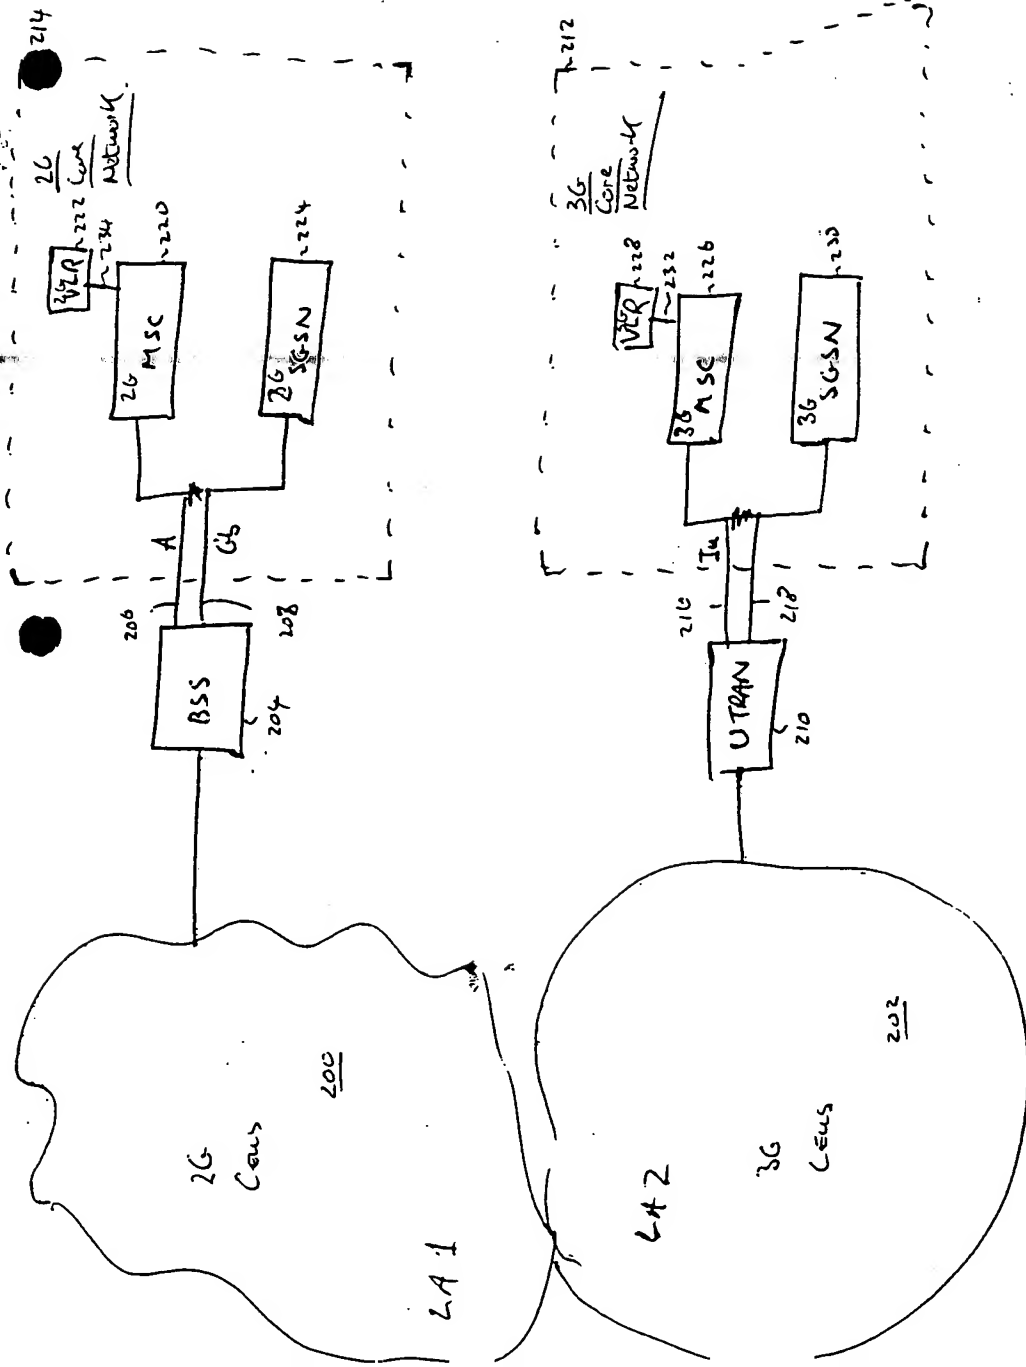 214
2G
Core
Network
2G
VLR
222
234
2G
MSC
220
2G
SGSN
224
A
Gb
206
208
BSS
204
2G
Cells
200
LA 1
212
3G
Core
Network
3G
VLR
228
232
3G
MSC
226
3G
SGSN
230
Iu
216
218
UTRAN
210
3G
Cells
202
LA 2